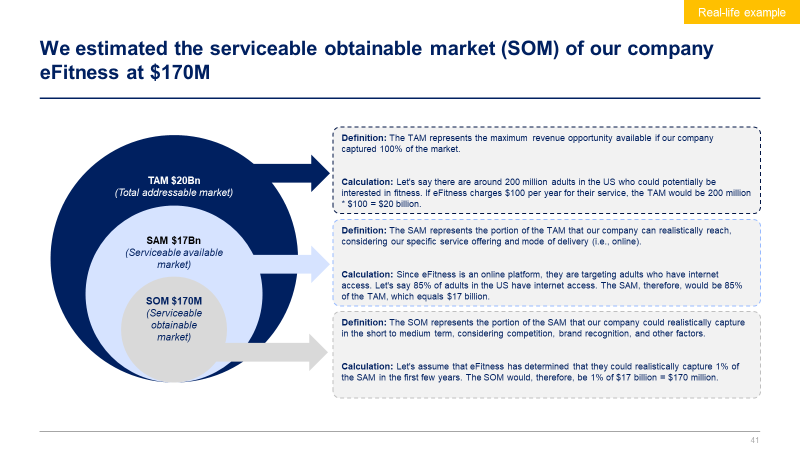 Real-life example
We estimated the serviceable obtainable market (SOM) of our company
eFitness at $170M
TAM $20Bn
(Total addressable market)
SAM $17Bn
(Serviceable available
market)
SOM $170M
(Serviceable
obtainable
market)
Definition: The TAM represents the maximum revenue opportunity available if our company
captured 100% of the market.
Calculation: Let's say there are around 200 million adults in the US who could potentially be
interested in fitness. If eFitness charges $100 per year for their service, the TAM would be 200 million
* $100 = $20 billion.
Definition: The SAM represents the portion of the TAM that our company can realistically reach,
considering our specific service offering and mode of delivery (i.e., online).
Calculation: Since eFitness is an online platform, they are targeting adults who have internet
access. Let's say 85% of adults in the US have internet access. The SAM, therefore, would be 85%
of the TAM, which equals $17 billion.
Definition: The SOM represents the portion of the SAM that our company could realistically capture
in the short to medium term, considering competition, brand recognition, and other factors.
Calculation: Let's assume that eFitness has determined that they could realistically capture 1% of
the SAM in the first few years. The SOM would, therefore, be 1% of $17 billion = $170 million.
41